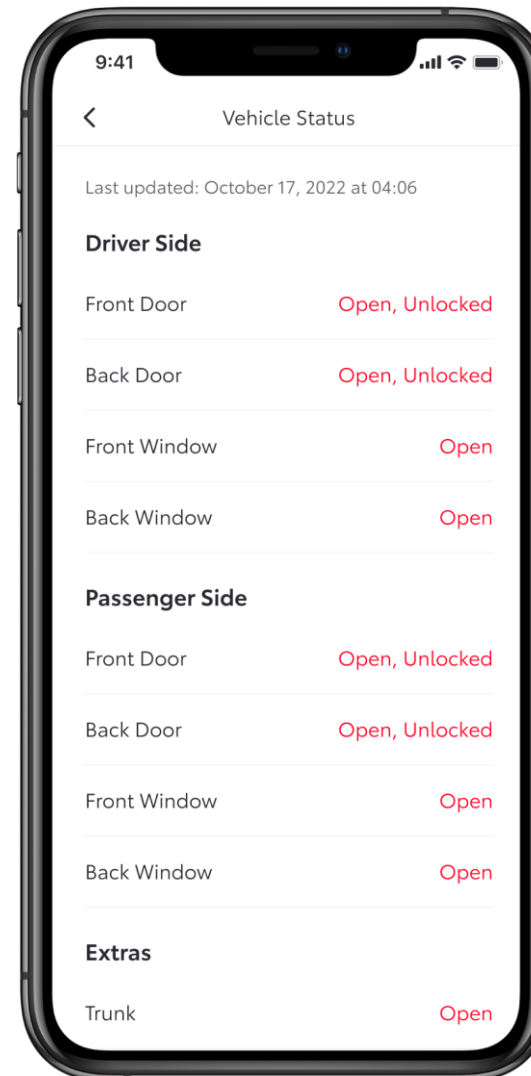 9:41
Vehicle Status
Last updated: October 17, 2022 at 04:06
Driver Side
Front Door Open, Unlocked
Back Door Open, Unlocked
Front Window Open
Back Window Open
Passenger Side
Front Door Open, Unlocked
Back Door Open, Unlocked
Front Window Open
Back Window Open
Extras
Trunk Open